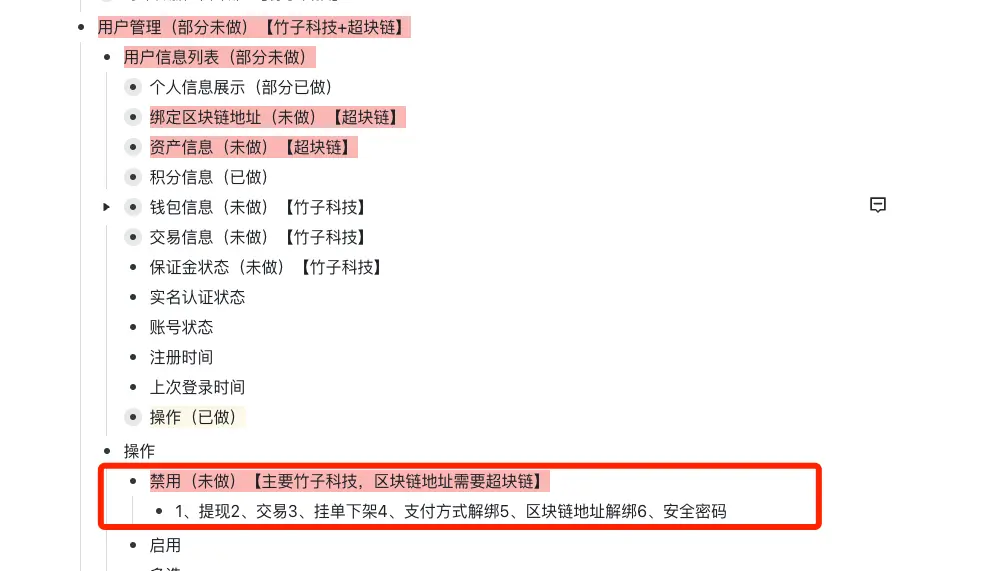 用户管理（部分未做）【竹子科技+超块链】
用户信息列表（部分未做）
个人信息展示（部分已做）
绑定区块链地址（未做）【超块链】
资产信息（未做）【超块链】
积分信息（已做）
钱包信息（未做）【竹子科技】
交易信息（未做）【竹子科技】
保证金状态（未做）【竹子科技】
实名认证状态
账号状态
注册时间
上次登录时间
操作（已做）
操作
禁用（未做）【主要竹子科技，区块链地址需要超块链】
1、提现2、交易3、挂单下架4、支付方式解绑5、区块链地址解绑6、安全密码
启用